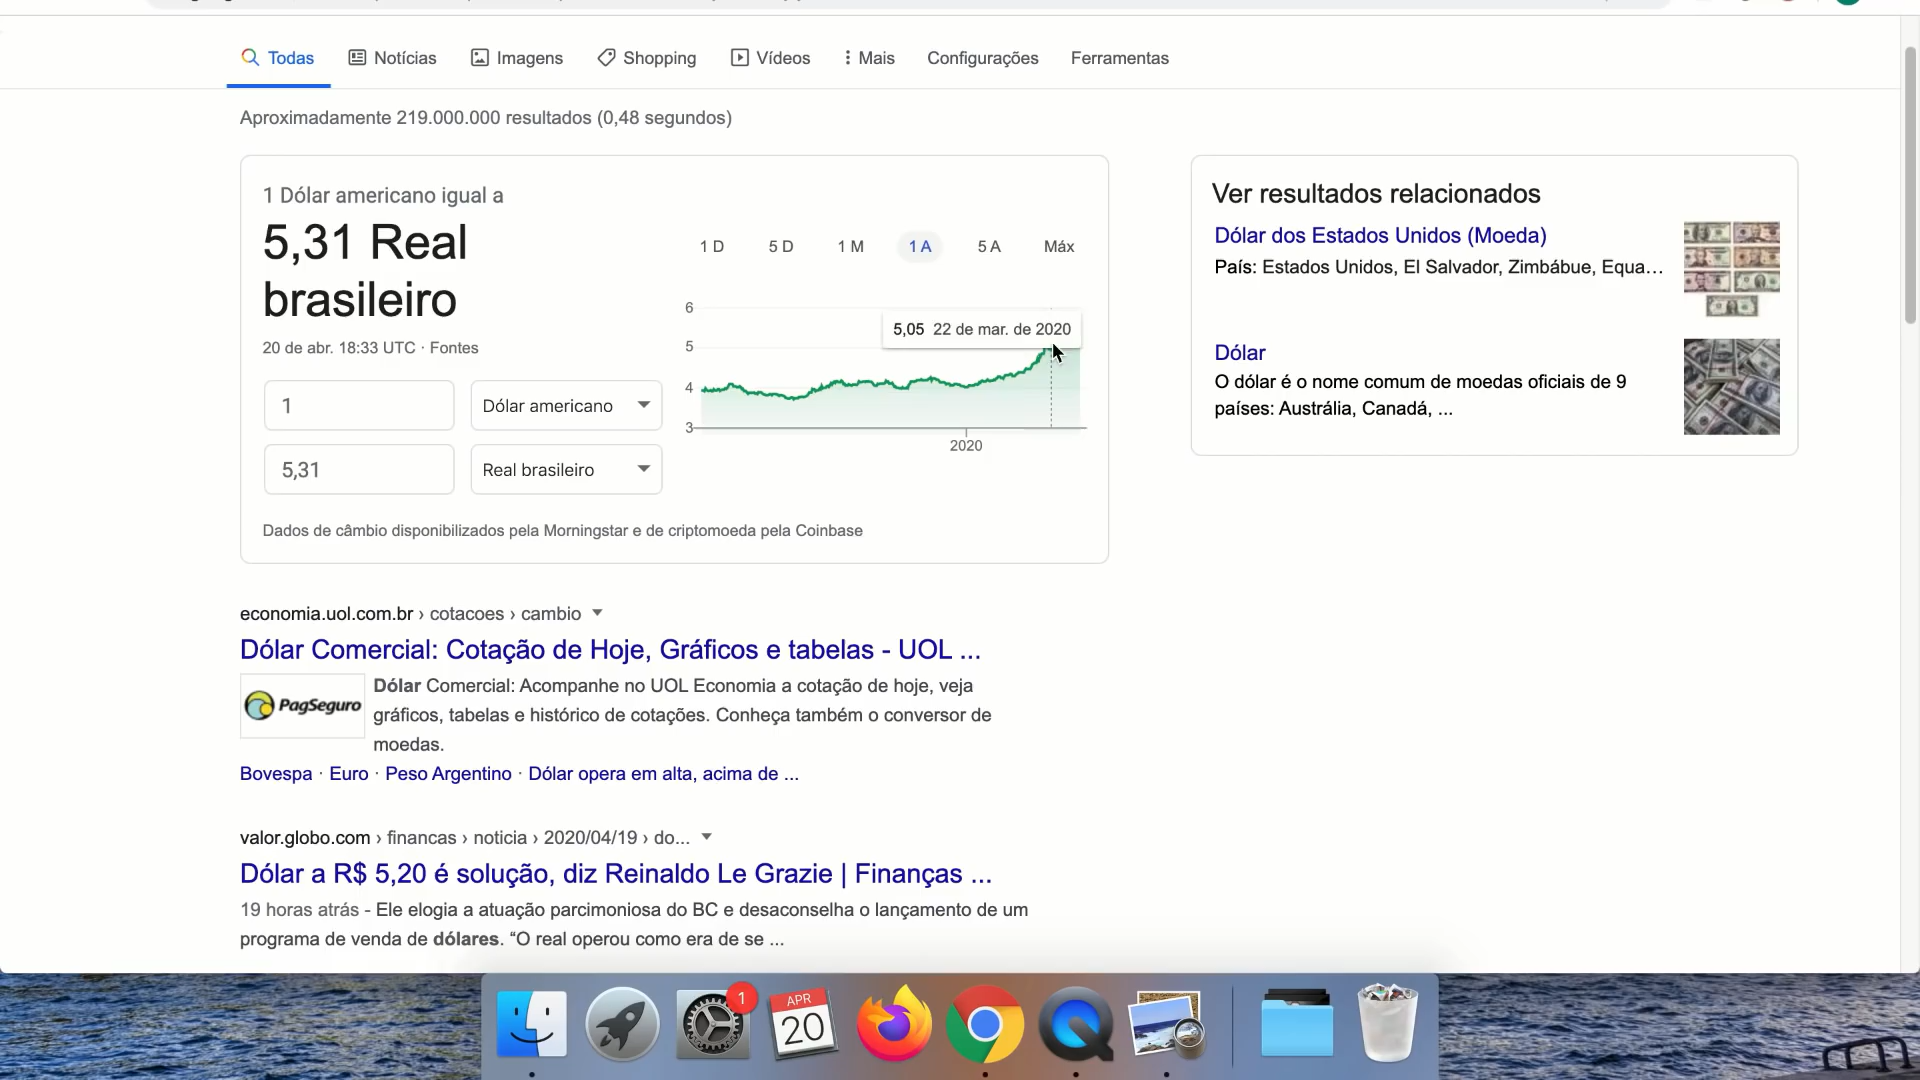 Todas Notícias Imagens Shopping Vídeos Mais Configurações Ferramentas
Aproximadamente 219.000.000 resultados (0,48 segundos)
1 Dólar americano igual a
5,31 Real
brasileiro
20 de abr. 18:33 UTC · Fontes
1 Dólar americano
5,31 Real brasileiro
1 D 5 D 1 M 1 A 5 A Máx
6
5,05 22 de mar. de 2020
5
4
3
2020
Dados de câmbio disponibilizados pela Morningstar e de criptomoeda pela Coinbase
Ver resultados relacionados
Dólar dos Estados Unidos (Moeda)
País: Estados Unidos, El Salvador, Zimbábue, Equa...
Dólar
O dólar é o nome comum de moedas oficiais de 9
países: Austrália, Canadá, ...
economia.uol.com.br › cotacoes › cambio
Dólar Comercial: Cotação de Hoje, Gráficos e tabelas - UOL ...
PagSeguro
Dólar Comercial: Acompanhe no UOL Economia a cotação de hoje, veja
gráficos, tabelas e histórico de cotações. Conheça também o conversor de
moedas.
Bovespa · Euro · Peso Argentino · Dólar opera em alta, acima de ...
valor.globo.com › financas › noticia › 2020/04/19 › do...
Dólar a R$ 5,20 é solução, diz Reinaldo Le Grazie | Finanças ...
19 horas atrás - Ele elogia a atuação parcimoniosa do BC e desaconselha o lançamento de um
programa de venda de dólares. “O real operou como era de se ...
1
APR
20